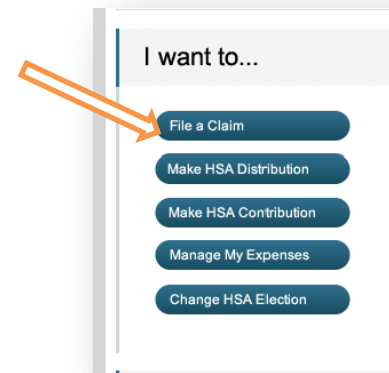 I want to...
File a Claim
Make HSA Distribution
Make HSA Contribution
Manage My Expenses
Change HSA Election